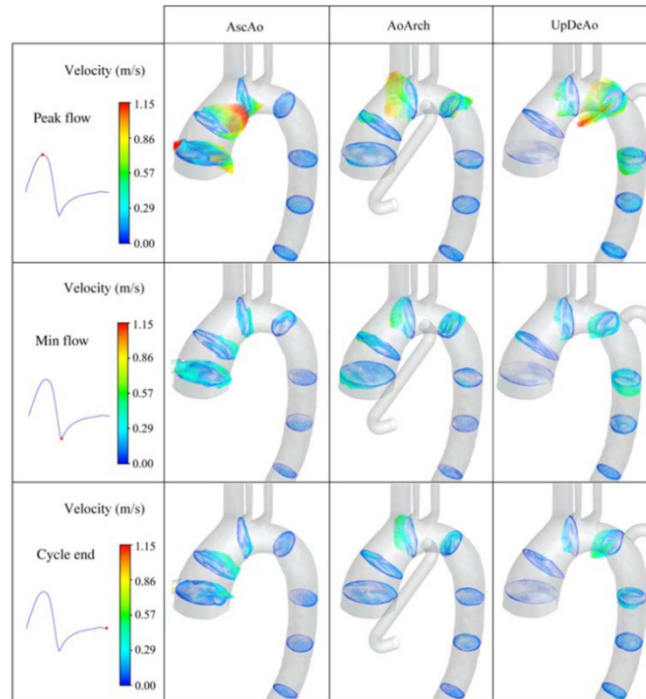 AscAo AoArch UpDeAo
Velocity (m/s)
Peak flow
1.15
0.86
0.57
0.29
0.00
Velocity (m/s)
Min flow
1.15
0.86
0.57
0.29
0.00
Velocity (m/s)
Cycle end
1.15
0.86
0.57
0.29
0.00